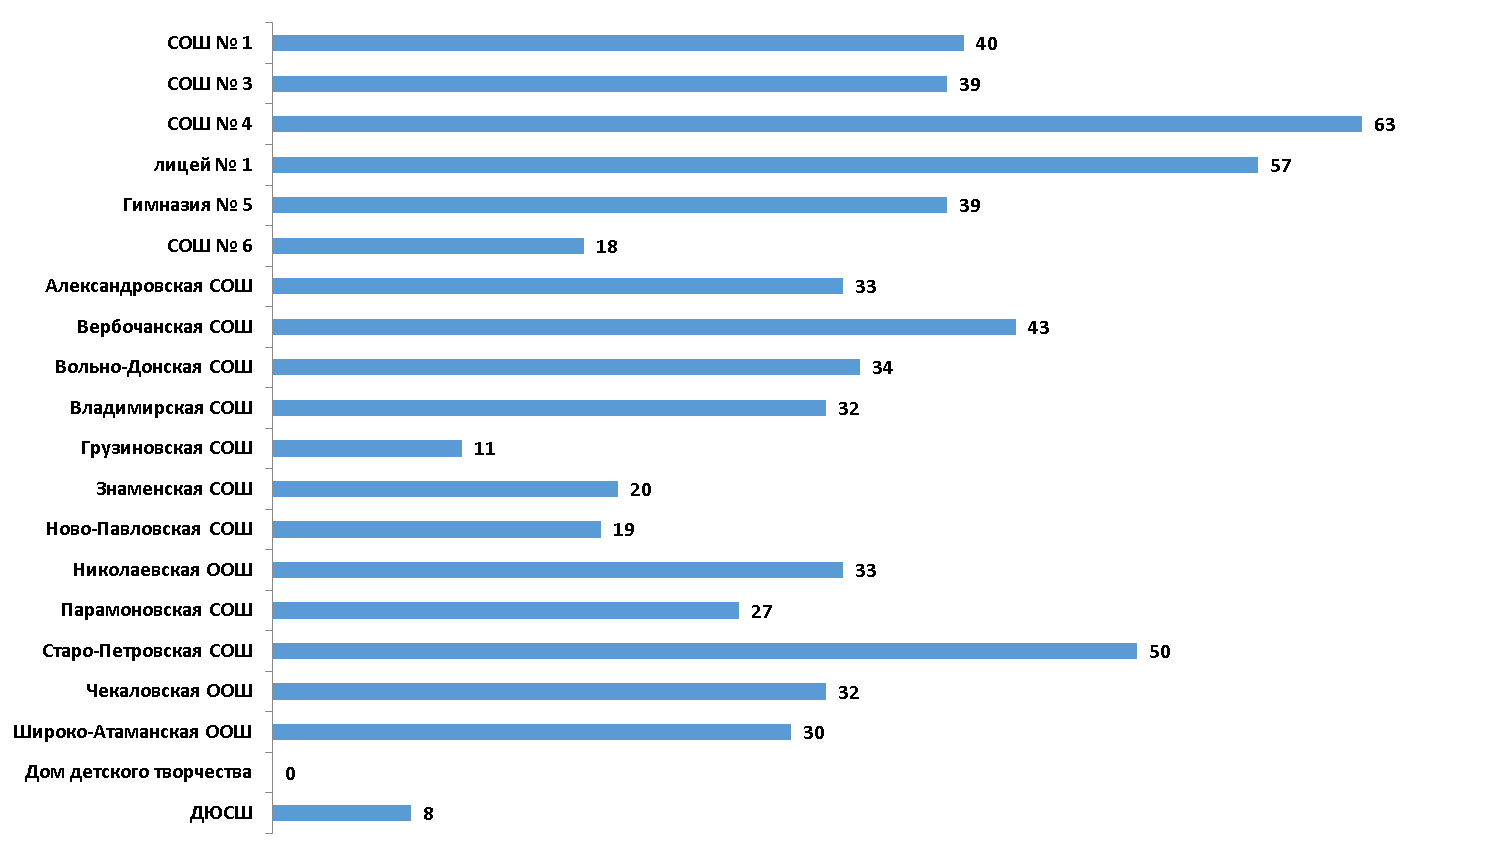 СОШ № 1 40
СОШ № 3 39
СОШ № 4 63
лицей № 1 57
Гимназия № 5 39
СОШ № 6 18
Александровская СОШ 33
Вербочанская СОШ 43
Вольно-Донская СОШ 34
Владимирская СОШ 32
Грузиновская СОШ 11
Знаменская СОШ 20
Ново-Павловская СОШ 19
Николаевская ООШ 33
Парамоновская СОШ 27
Старо-Петровская СОШ 50
Чекаловская ООШ 32
Широко-Атаманская ООШ 30
Дом детского творчества 0
ДЮСШ 8